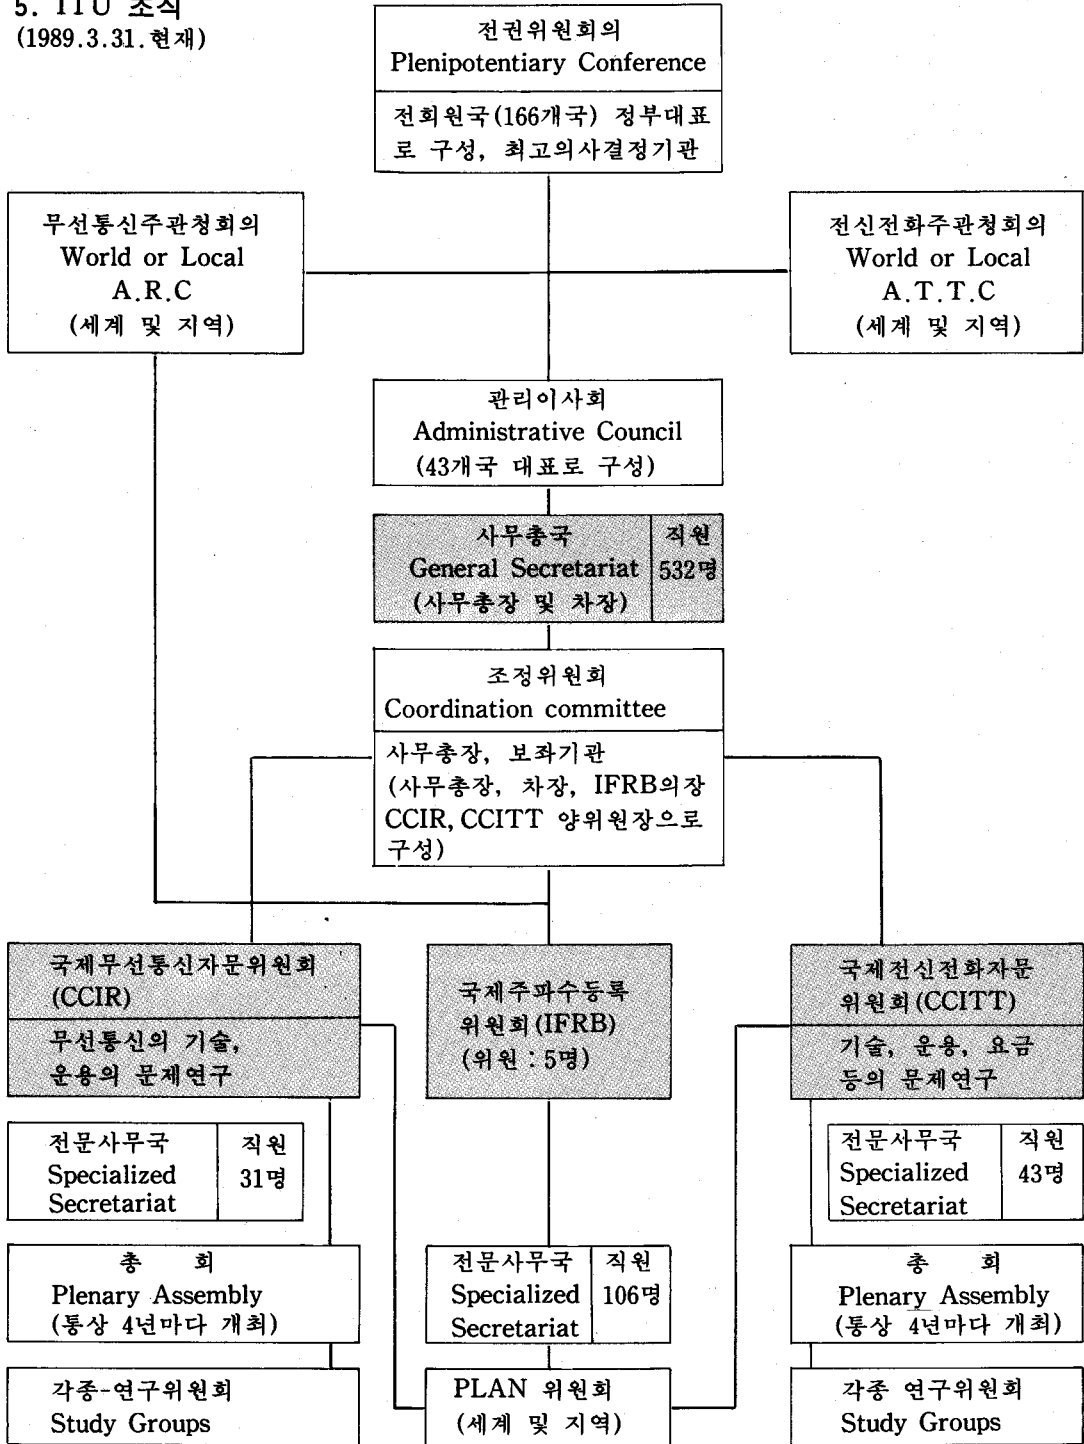 5. ITU 조직
(1989.3.31.현재)
전권위원회의
Plenipotentiary Conference
전회원국(166개국) 정부대표
로 구성, 최고의사결정기관
무선통신주관청회의
World or Local
A.R.C
(세계 및 지역)
전신전화주관청회의
World or Local
A.T.T.C
(세계 및 지역)
관리이사회
Administrative Council
(43개국 대표로 구성)
사무총국
General Secretariat
(사무총장 및 차장)
직원
532명
조정위원회
Coordination committee
사무총장, 보좌기관
(사무총장, 차장, IFRB의장
CCIR, CCITT 양위원장으로
구성)
국제무선통신자문위원회
(CCIR)
무선통신의 기술,
운용의 문제연구
국제주파수등록
위원회(IFRB)
(위원 : 5명)
국제전신전화자문
위원회(CCITT)
기술, 운용, 요금
등의 문제연구
전문사무국
Specialized
Secretariat
직원
31명
전문사무국
Specialized
Secretariat
직원
43명
총 회
Plenary Assembly
(통상 4년마다 개최)
전문사무국
Specialized
Secretariat
직원
106명
총 회
Plenary Assembly
(통상 4년마다 개최)
각종-연구위원회
Study Groups
PLAN 위원회
(세계 및 지역)
각종 연구위원회
Study Groups